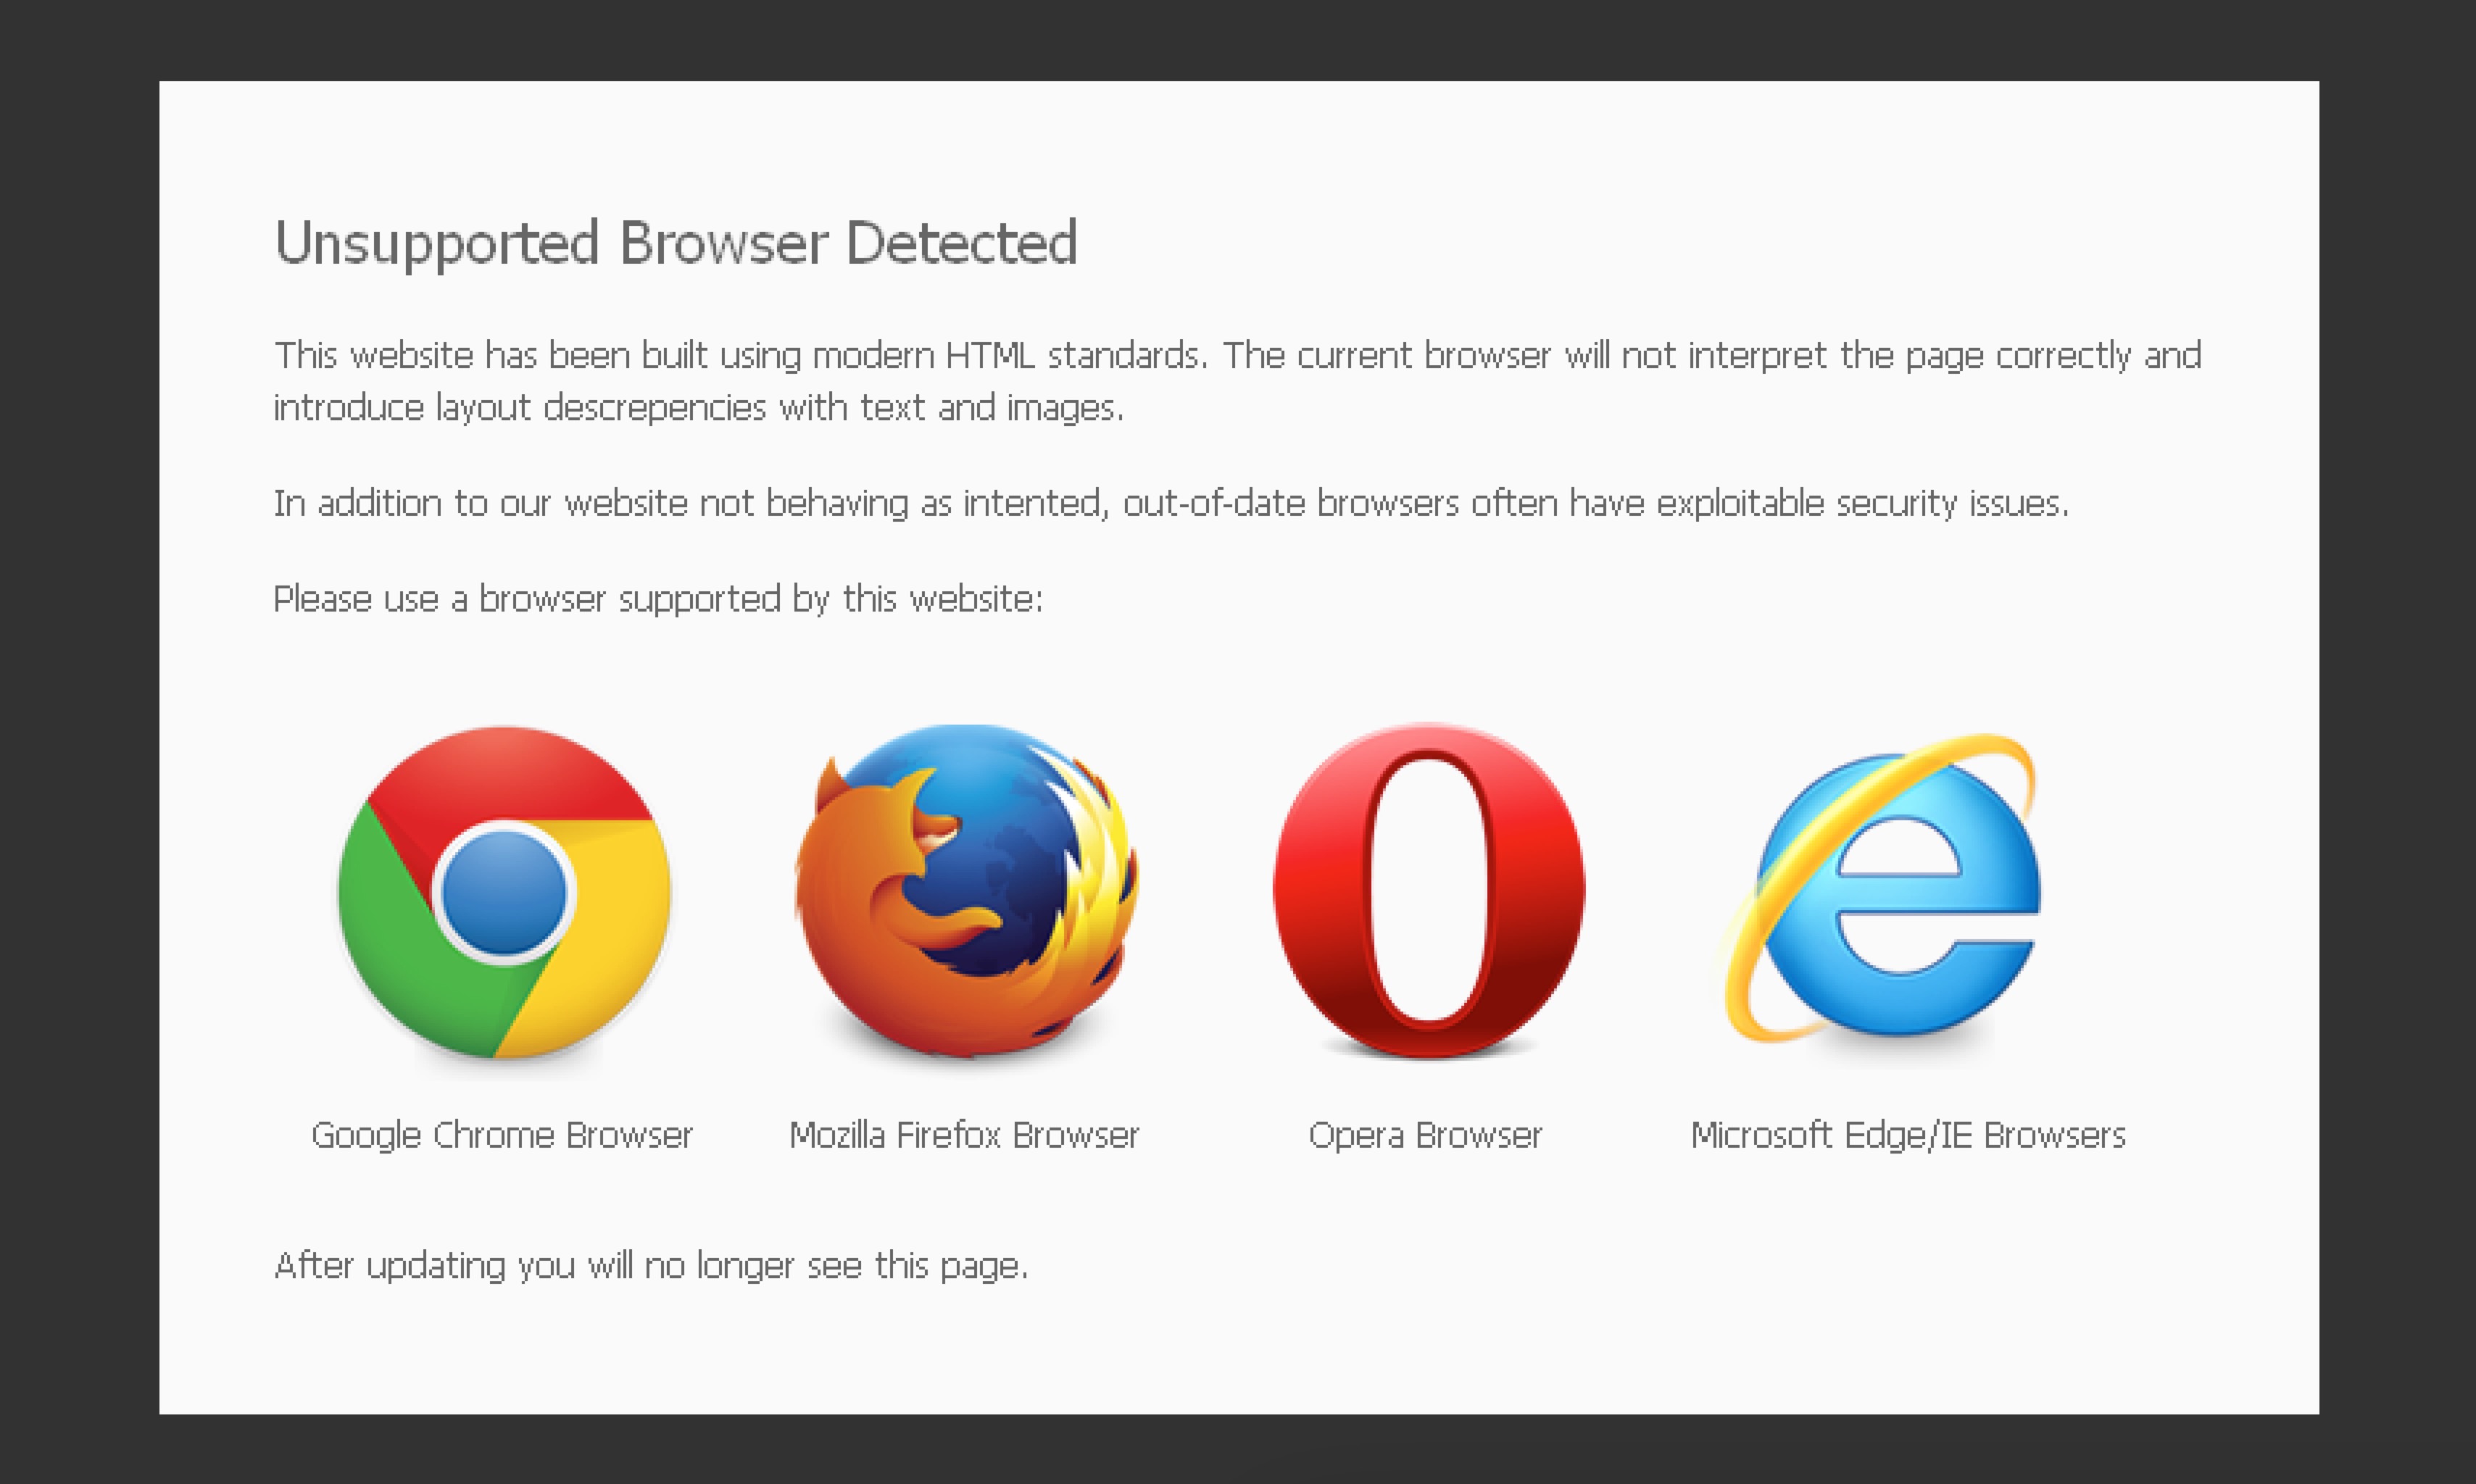 Unsupported Browser Detected
This website has been built using modern HTML standards. The current browser will not interpret the page correctly and
introduce layout descrepencies with text and images.
In addition to our website not behaving as intented, out-of-date browsers often have exploitable security issues.
Please use a browser supported by this website:
Google Chrome Browser
Mozilla Firefox Browser
Opera Browser
Microsoft Edge/IE Browsers
After updating you will no longer see this page.